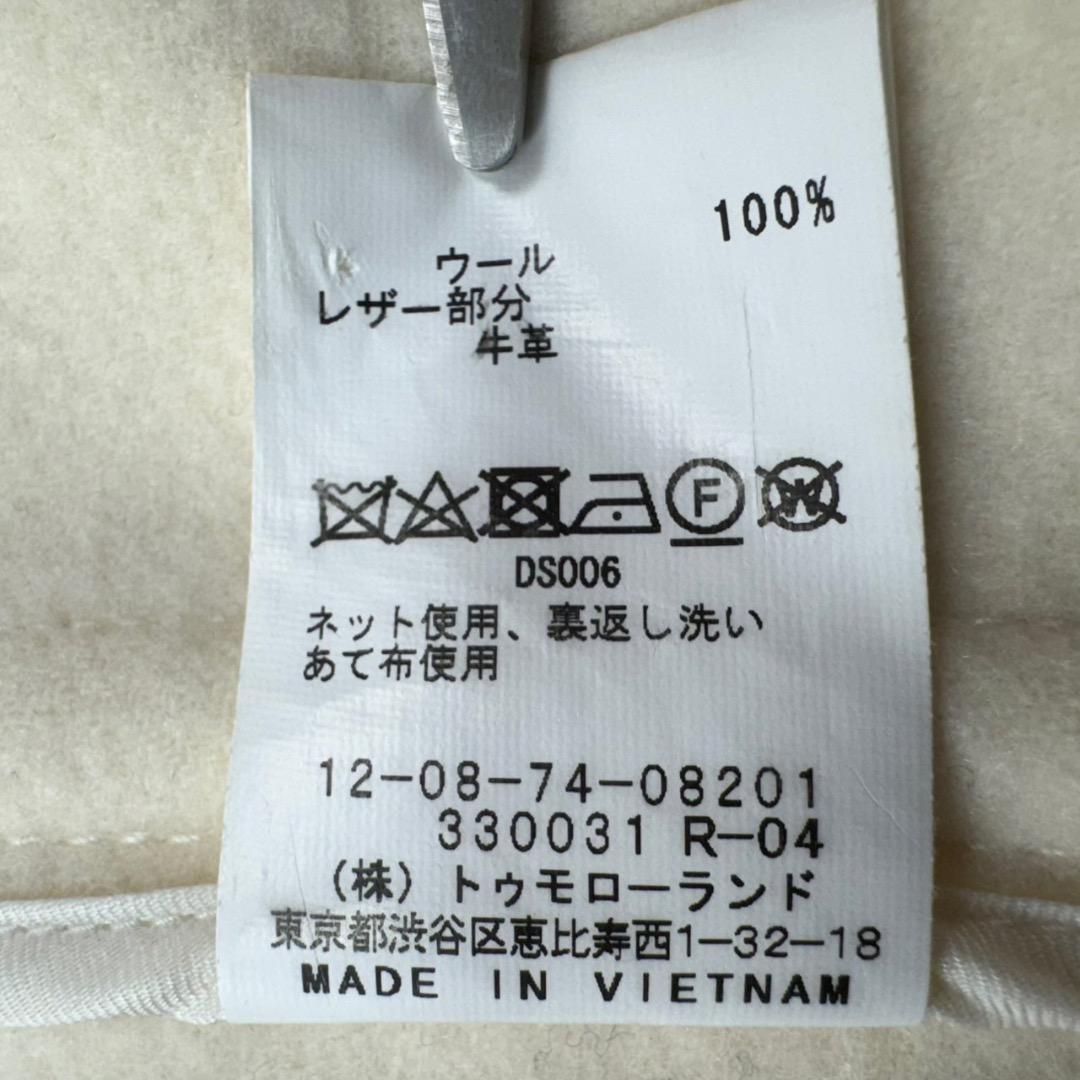 ウール 100%
レザー部分
牛革
F W
DS006
ネット使用、裏返し洗い
あて布使用
12-08-74-08201
330031 R-04
(株)トゥモローランド
東京都渋谷区恵比寿西1-32-18
MADE IN VIETNAM